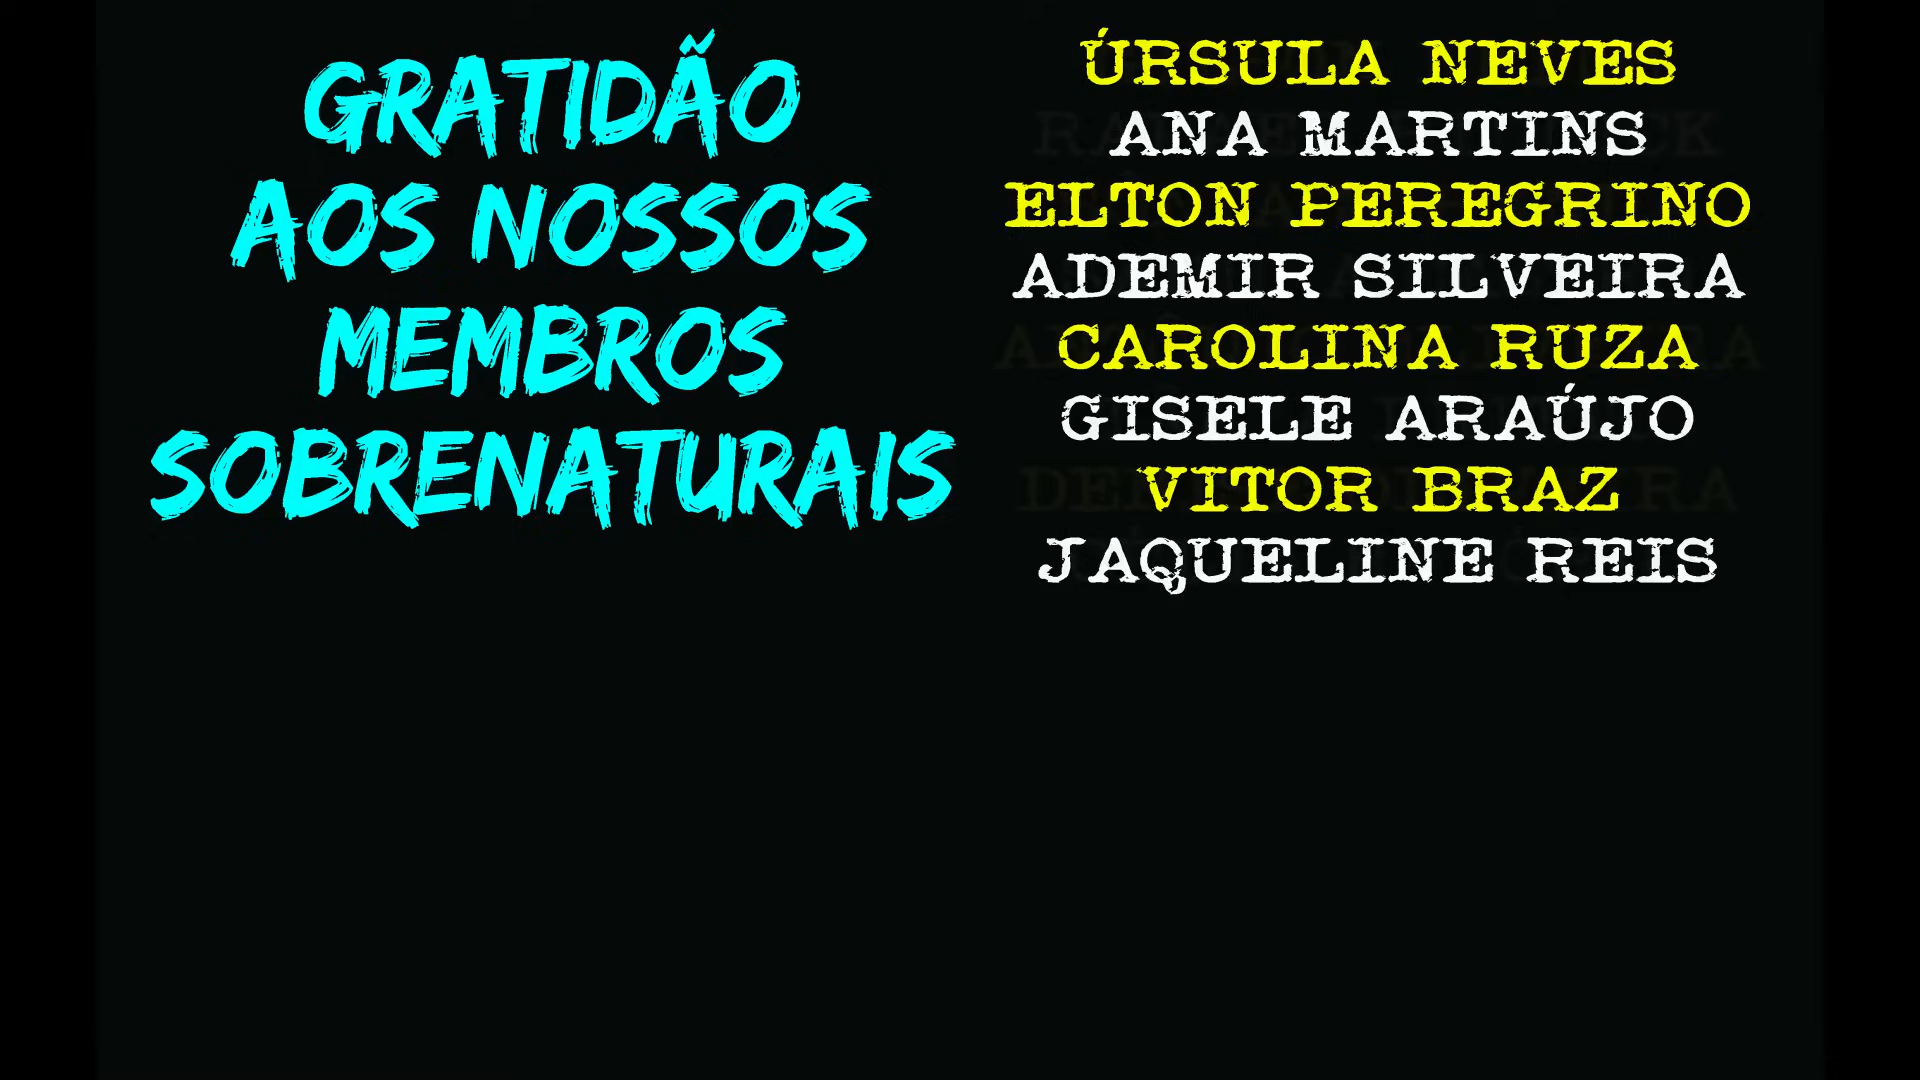 GRATIDÃO
AOS NOSSOS
MEMBROS
SOBRENATURAIS
ÚRSULA NEVES
ANA MARTINS
ELTON PEREGRINO
ADEMIR SILVEIRA
CAROLINA RUZA
GISELE ARAÚJO
VITOR BRAZ
JAQUELINE REIS